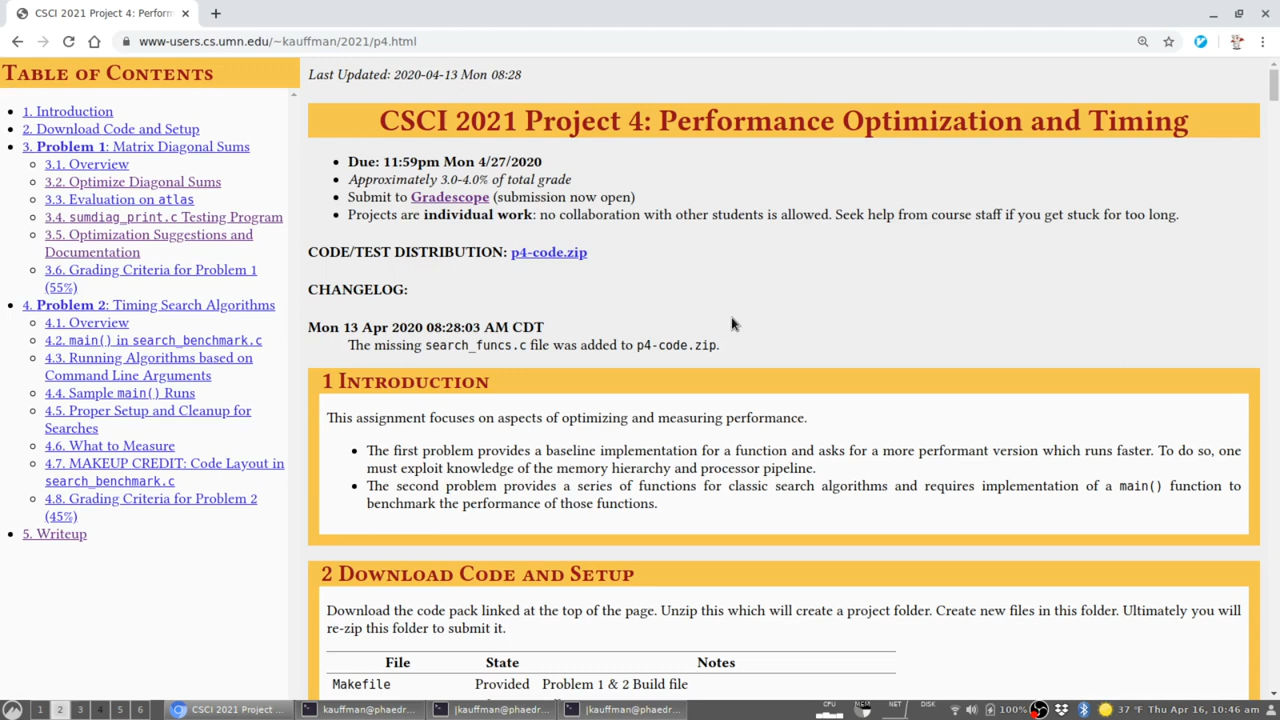 CSCI 2021 Project 4: Perform
www-users.cs.umn.edu/~kauffman/2021/p4.html
Table of Contents
1. Introduction
2. Download Code and Setup
3. Problem 1: Matrix Diagonal Sums
3.1. Overview
3.2. Optimize Diagonal Sums
3.3. Evaluation on atlas
3.4. sumdiag_print.c Testing Program
3.5. Optimization Suggestions and
Documentation
3.6. Grading Criteria for Problem 1
(55%)
4. Problem 2: Timing Search Algorithms
4.1. Overview
4.2. main() in search_benchmark.c
4.3. Running Algorithms based on
Command Line Arguments
4.4. Sample main() Runs
4.5. Proper Setup and Cleanup for
Searches
4.6. What to Measure
4.7. MAKEUP CREDIT: Code Layout in
search_benchmark.c
4.8. Grading Criteria for Problem 2
(45%)
5. Writeup
Last Updated: 2020-04-13 Mon 08:28
CSCI 2021 Project 4: Performance Optimization and Timing
Due: 11:59pm Mon 4/27/2020
Approximately 3.0-4.0% of total grade
Submit to Gradescope (submission now open)
Projects are individual work: no collaboration with other students is allowed. Seek help from course staff if you get stuck for too long.
CODE/TEST DISTRIBUTION: p4-code.zip
CHANGELOG:
Mon 13 Apr 2020 08:28:03 AM CDT
The missing search_funcs.c file was added to p4-code.zip.
1 Introduction
This assignment focuses on aspects of optimizing and measuring performance.
The first problem provides a baseline implementation for a function and asks for a more performant version which runs faster. To do so, one
must exploit knowledge of the memory hierarchy and processor pipeline.
The second problem provides a series of functions for classic search algorithms and requires implementation of a main() function to
benchmark the performance of those functions.
2 Download Code and Setup
Download the code pack linked at the top of the page. Unzip this which will create a project folder. Create new files in this folder. Ultimately you will
re-zip this folder to submit it.
File State Notes
Makefile Provided Problem 1 & 2 Build file
1 2 3 4 5 6 CSCI 2021 Project ... kauffman@phaedr... |kauffman@phaedr... |kauffman@phaedr... CPU MEM NET DISK 100% 37 °F Thu Apr 16, 10:46 am